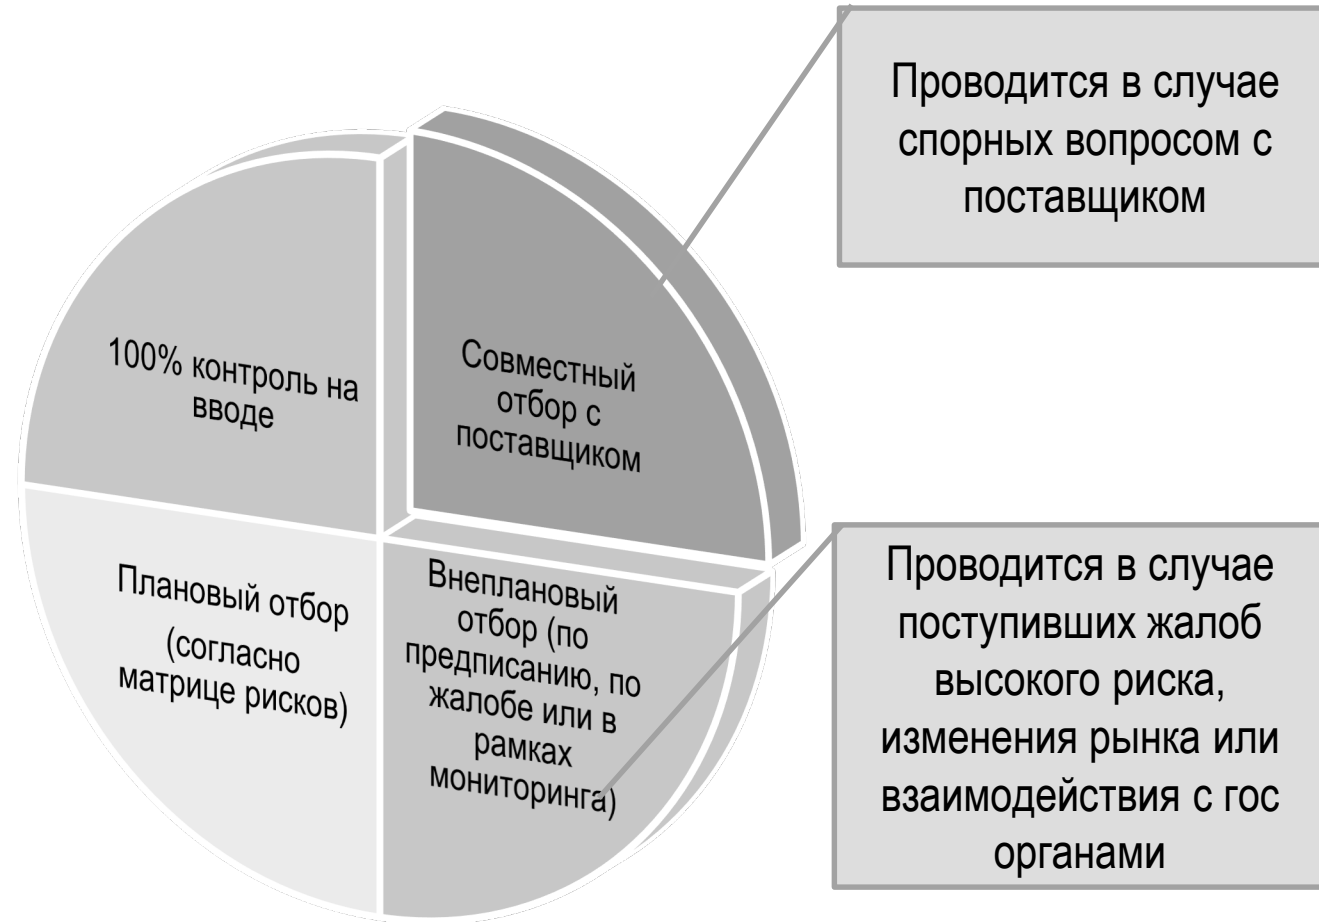 Проводится в случае
спорных вопросом с
поставщиком
100% контроль на
вводе
Совместный
отбор с
поставщиком
Плановый отбор
(согласно
матрице рисков)
Внеплановый
отбор (по
предписанию, по
жалобе или в
рамках
мониторинга)
Проводится в случае
поступивших жалоб
высокого риска,
изменения рынка или
взаимодействия с гос
органами